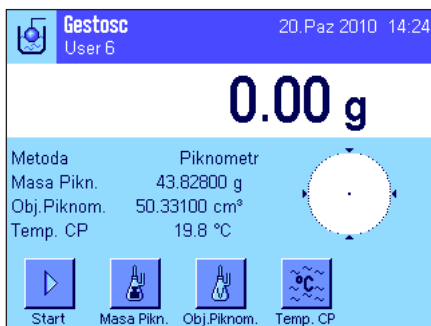 Gestosc 20.Paz 2010 14:24
User 6
0.00 g
Metoda Piknometr
Masa Pikn. 43.82800 g
Obj.Piknom. 50.33100 cm³
Temp. CP 19.8 °C
°C
Start Masa Pikn. Obj.Piknom. Temp. CP